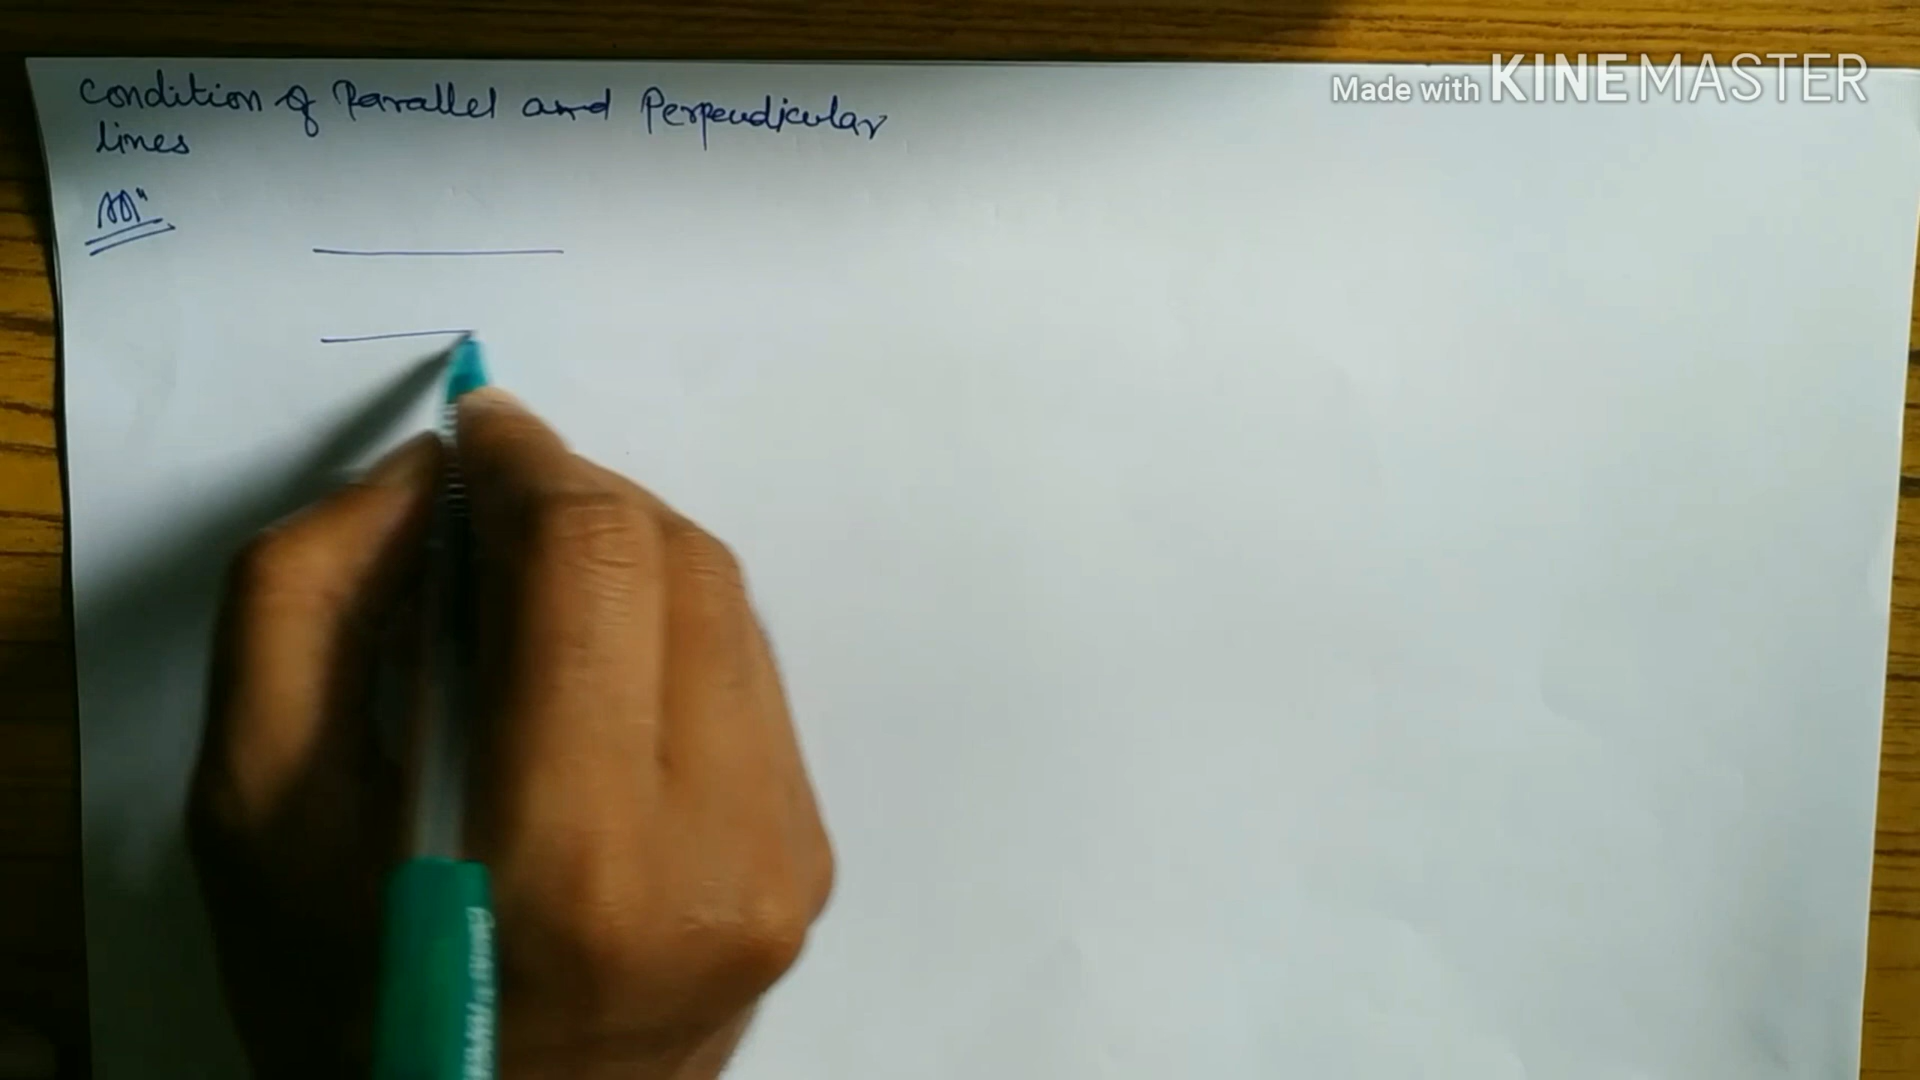 Made with KINEMASTER
Condition of Parallel and Perpendicular
lines